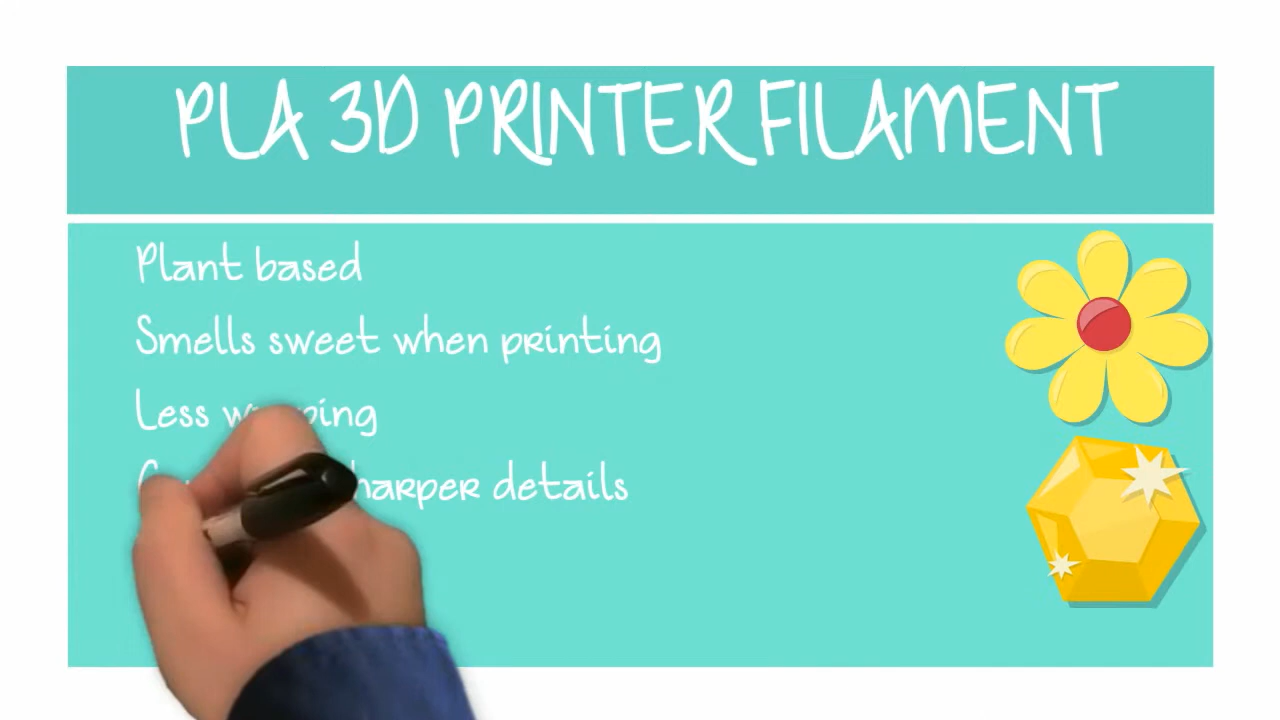 PLA 3D PRINTER FILAMENT
Plant based
Smells sweet when printing
Less
details